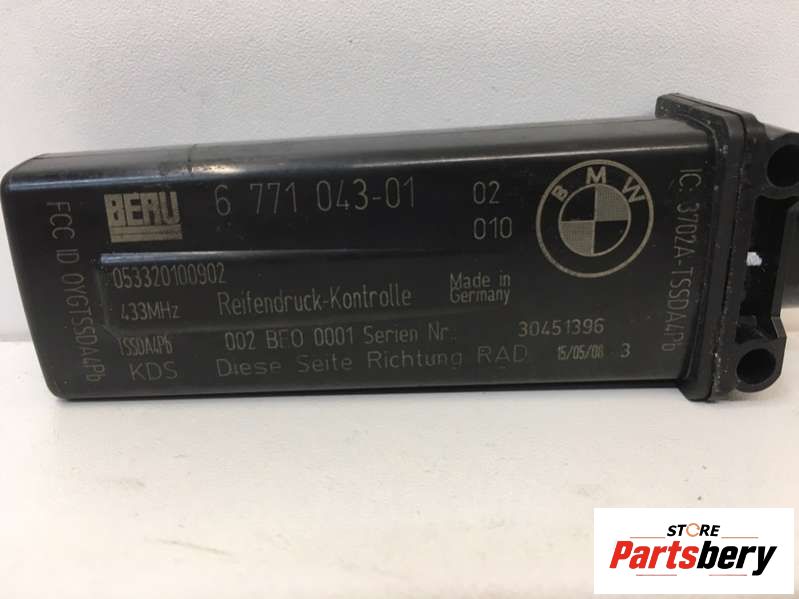 BERU 6 771 043-01 02
010
BMW
053320100902
433MHz Reifendruck-Kontrolle Made in
Germany
TSSDA4Pb 002 BE0 0001 Serien Nr.: 30451396
KDS Diese Seite Richtung RAD 15/05/08 3
FCC ID OYGTSSDA4Pb
IC: 3702A-TSSDA4Pb
STORE
Partsbery